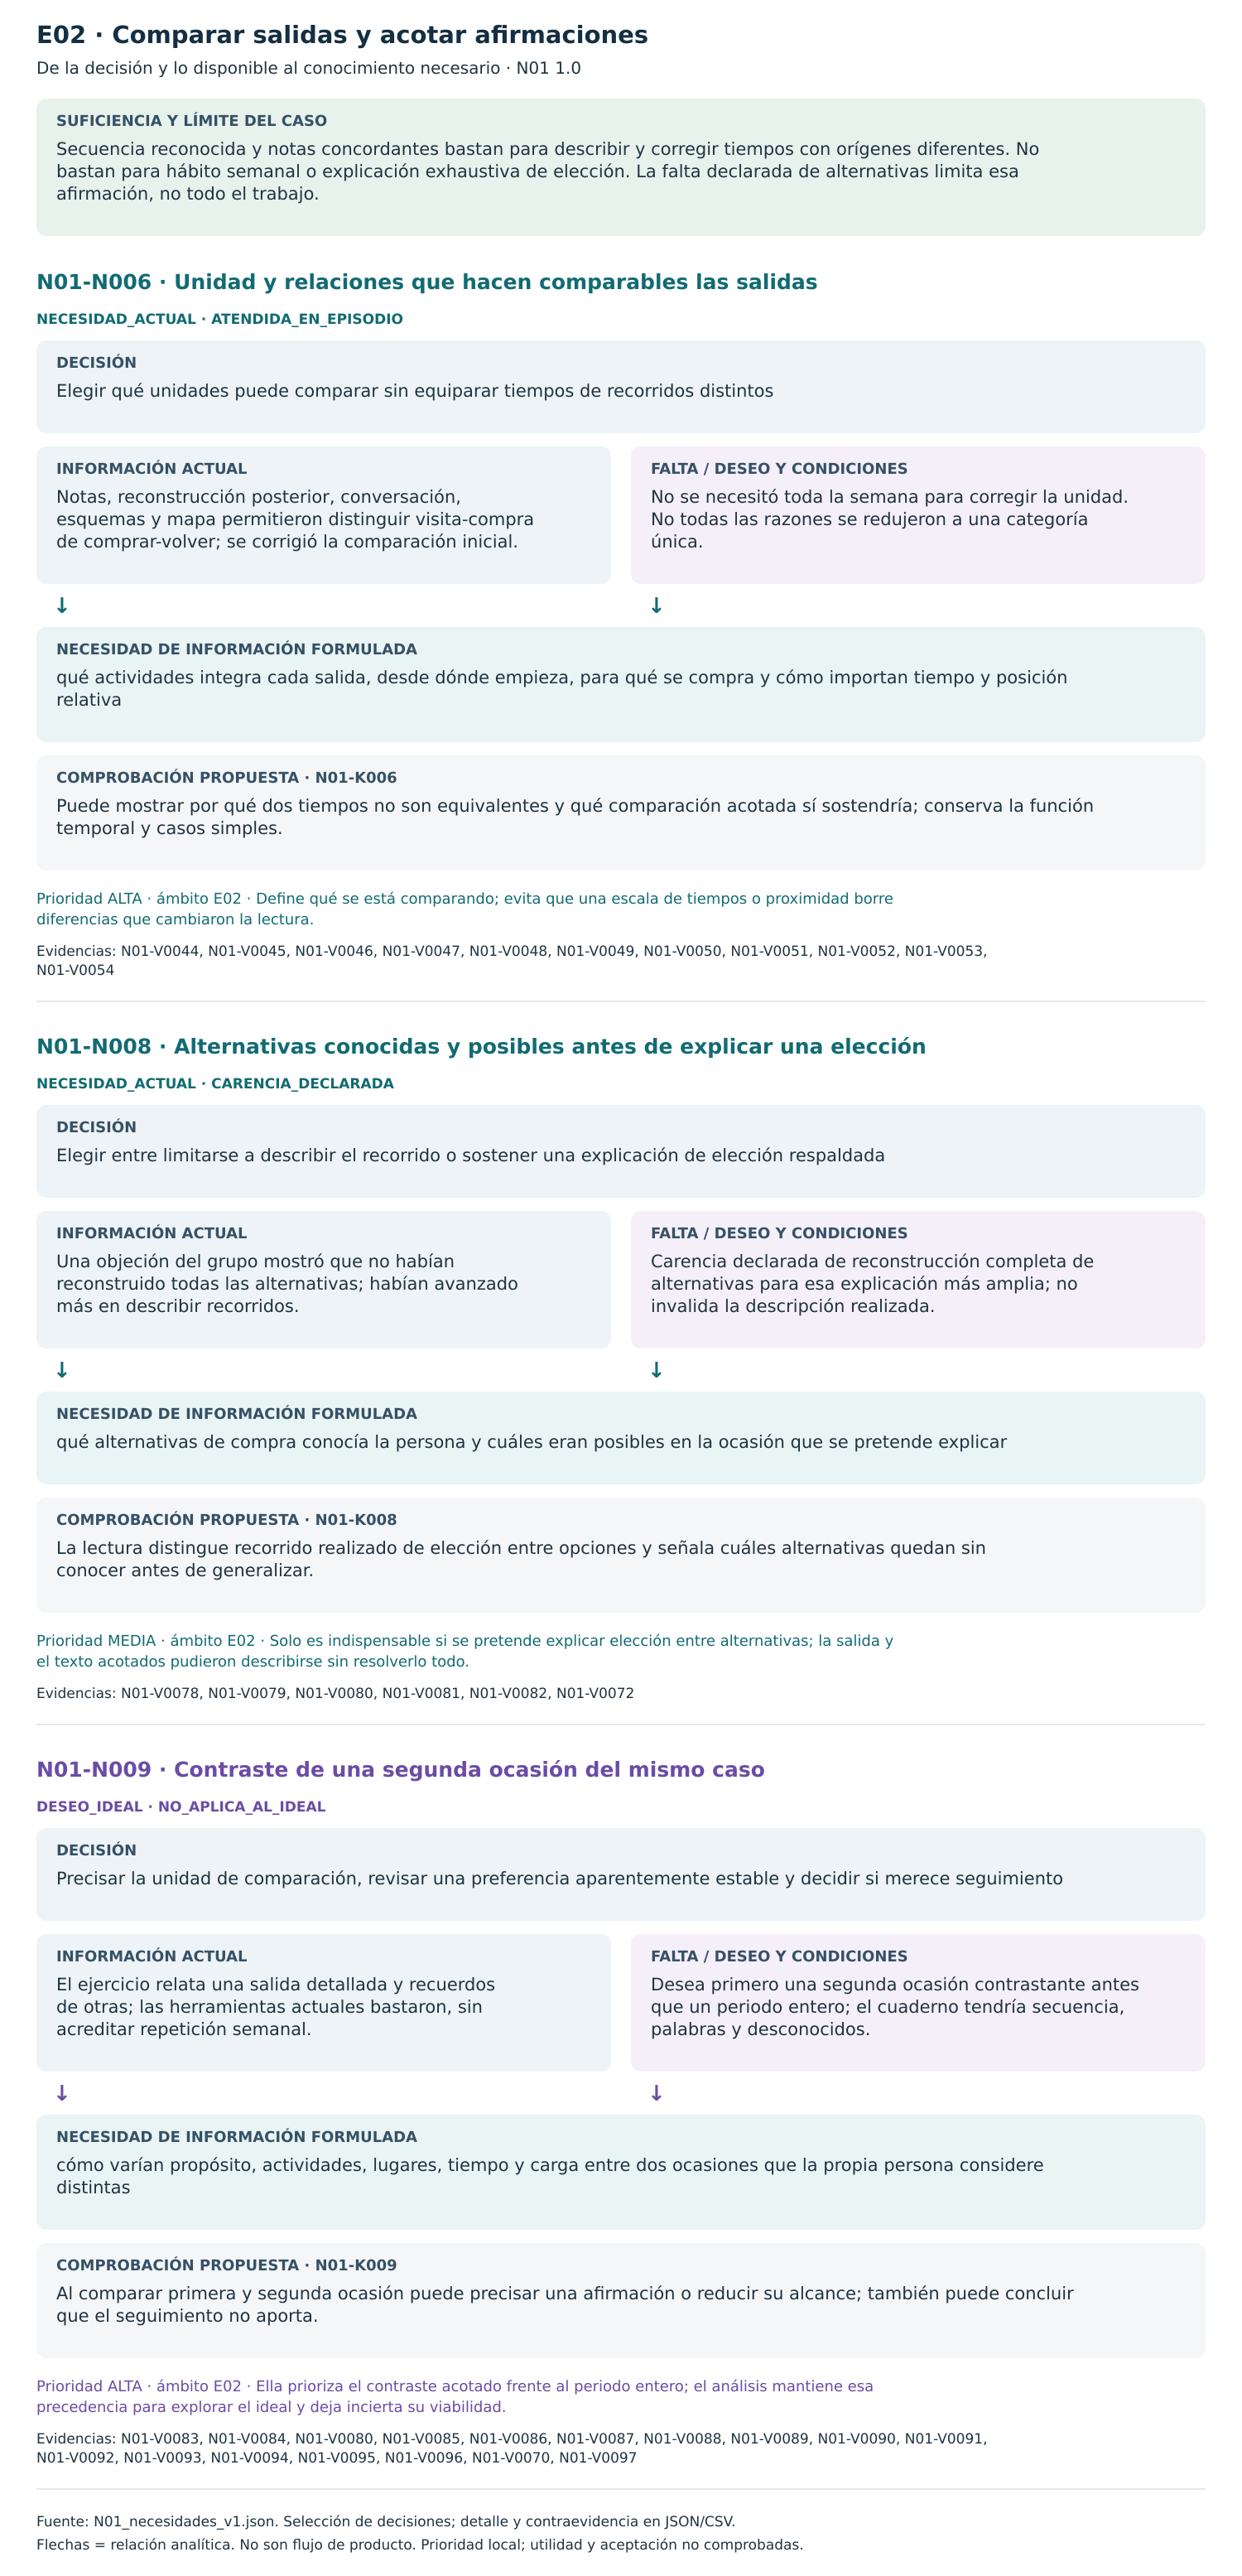 E02 · Comparar salidas y acotar afirmaciones
De la decisión y lo disponible al conocimiento necesario · N01 1.0
SUFICIENCIA Y LÍMITE DEL CASO
Secuencia reconocida y notas concordantes bastan para describir y corregir tiempos con orígenes diferentes. No
bastan para hábito semanal o explicación exhaustiva de elección. La falta declarada de alternativas limita esa
afirmación, no todo el trabajo.
N01-N006 · Unidad y relaciones que hacen comparables las salidas
NECESIDAD_ACTUAL · ATENDIDA_EN_EPISODIO
DECISIÓN
Elegir qué unidades puede comparar sin equiparar tiempos de recorridos distintos
INFORMACIÓN ACTUAL
Notas, reconstrucción posterior, conversación,
esquemas y mapa permitieron distinguir visita-compra
de comprar-volver; se corrigió la comparación inicial.
FALTA / DESEO Y CONDICIONES
No se necesitó toda la semana para corregir la unidad.
No todas las razones se redujeron a una categoría
única.
↓ ↓
NECESIDAD DE INFORMACIÓN FORMULADA
qué actividades integra cada salida, desde dónde empieza, para qué se compra y cómo importan tiempo y posición
relativa
COMPROBACIÓN PROPUESTA · N01-K006
Puede mostrar por qué dos tiempos no son equivalentes y qué comparación acotada sí sostendría; conserva la función
temporal y casos simples.
Prioridad ALTA · ámbito E02 · Define qué se está comparando; evita que una escala de tiempos o proximidad borre
diferencias que cambiaron la lectura.
Evidencias: N01-V0044, N01-V0045, N01-V0046, N01-V0047, N01-V0048, N01-V0049, N01-V0050, N01-V0051, N01-V0052, N01-V0053,
N01-V0054
N01-N008 · Alternativas conocidas y posibles antes de explicar una elección
NECESIDAD_ACTUAL · CARENCIA_DECLARADA
DECISIÓN
Elegir entre limitarse a describir el recorrido o sostener una explicación de elección respaldada
INFORMACIÓN ACTUAL
Una objeción del grupo mostró que no habían
reconstruido todas las alternativas; habían avanzado
más en describir recorridos.
FALTA / DESEO Y CONDICIONES
Carencia declarada de reconstrucción completa de
alternativas para esa explicación más amplia; no
invalida la descripción realizada.
↓ ↓
NECESIDAD DE INFORMACIÓN FORMULADA
qué alternativas de compra conocía la persona y cuáles eran posibles en la ocasión que se pretende explicar
COMPROBACIÓN PROPUESTA · N01-K008
La lectura distingue recorrido realizado de elección entre opciones y señala cuáles alternativas quedan sin
conocer antes de generalizar.
Prioridad MEDIA · ámbito E02 · Solo es indispensable si se pretende explicar elección entre alternativas; la salida y
el texto acotados pudieron describirse sin resolverlo todo.
Evidencias: N01-V0078, N01-V0079, N01-V0080, N01-V0081, N01-V0082, N01-V0072
N01-N009 · Contraste de una segunda ocasión del mismo caso
DESEO_IDEAL · NO_APLICA_AL_IDEAL
DECISIÓN
Precisar la unidad de comparación, revisar una preferencia aparentemente estable y decidir si merece seguimiento
INFORMACIÓN ACTUAL
El ejercicio relata una salida detallada y recuerdos
de otras; las herramientas actuales bastaron, sin
acreditar repetición semanal.
FALTA / DESEO Y CONDICIONES
Desea primero una segunda ocasión contrastante antes
que un periodo entero; el cuaderno tendría secuencia,
palabras y desconocidos.
↓ ↓
NECESIDAD DE INFORMACIÓN FORMULADA
cómo varían propósito, actividades, lugares, tiempo y carga entre dos ocasiones que la propia persona considere
distintas
COMPROBACIÓN PROPUESTA · N01-K009
Al comparar primera y segunda ocasión puede precisar una afirmación o reducir su alcance; también puede concluir
que el seguimiento no aporta.
Prioridad ALTA · ámbito E02 · Ella prioriza el contraste acotado frente al periodo entero; el análisis mantiene esa
precedencia para explorar el ideal y deja incierta su viabilidad.
Evidencias: N01-V0083, N01-V0084, N01-V0080, N01-V0085, N01-V0086, N01-V0087, N01-V0088, N01-V0089, N01-V0090, N01-V0091,
N01-V0092, N01-V0093, N01-V0094, N01-V0095, N01-V0096, N01-V0070, N01-V0097
Fuente: N01_necesidades_v1.json. Selección de decisiones; detalle y contraevidencia en JSON/CSV.
Flechas = relación analítica. No son flujo de producto. Prioridad local; utilidad y aceptación no comprobadas.